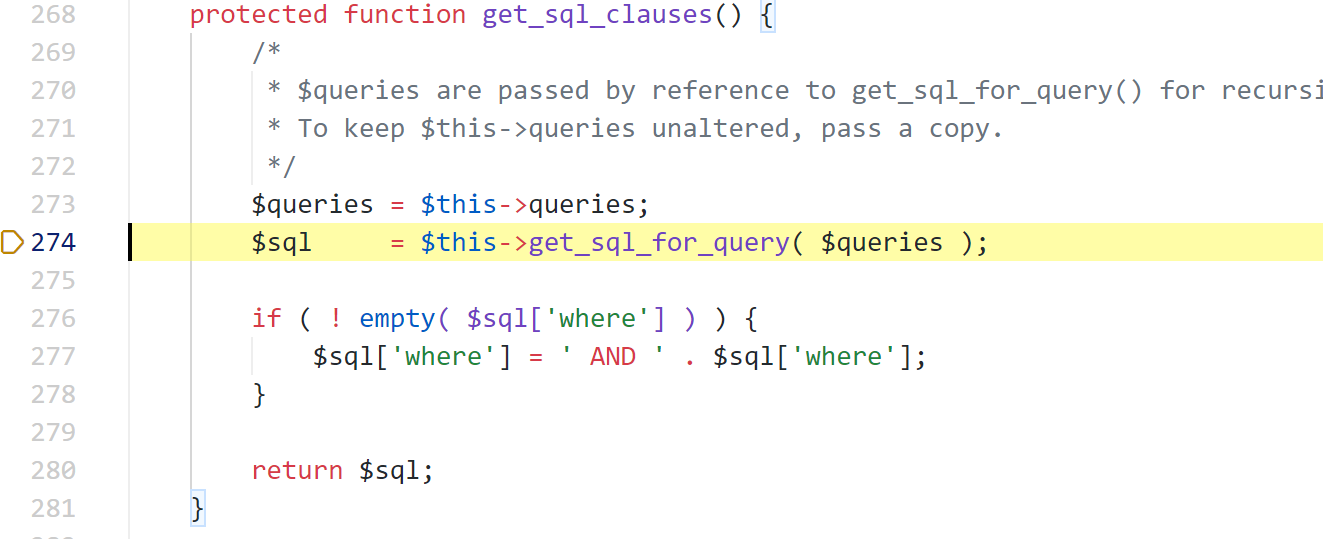 268 protected function get_sql_clauses() {
269 /*
270 * $queries are passed by reference to get_sql_for_query() for recursi
271 * To keep $this->queries unaltered, pass a copy.
272 */
273 $queries = $this->queries;
274 $sql     = $this->get_sql_for_query( $queries );
275
276 if ( ! empty( $sql['where'] ) ) {
277 $sql['where'] = ' AND ' . $sql['where'];
278 }
279
280 return $sql;
281 }